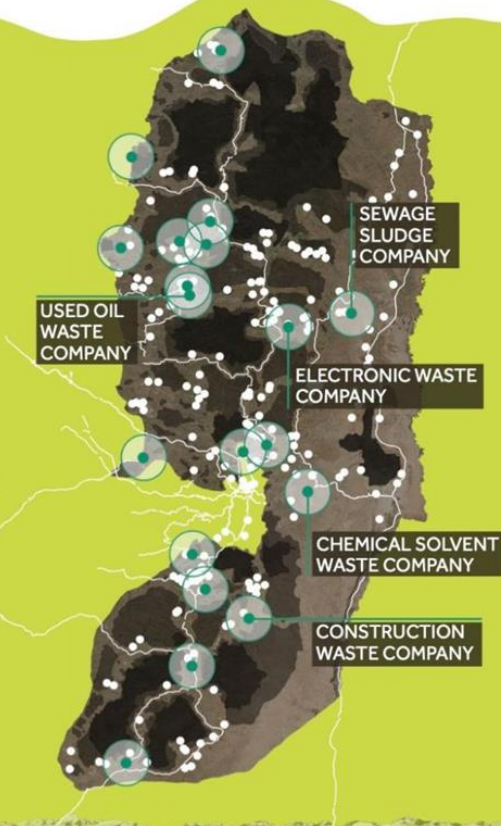 SEWAGE
SLUDGE
COMPANY
USED OIL
WASTE
COMPANY
ELECTRONIC WASTE
COMPANY
CHEMICAL SOLVENT
WASTE COMPANY
CONSTRUCTION
WASTE COMPANY